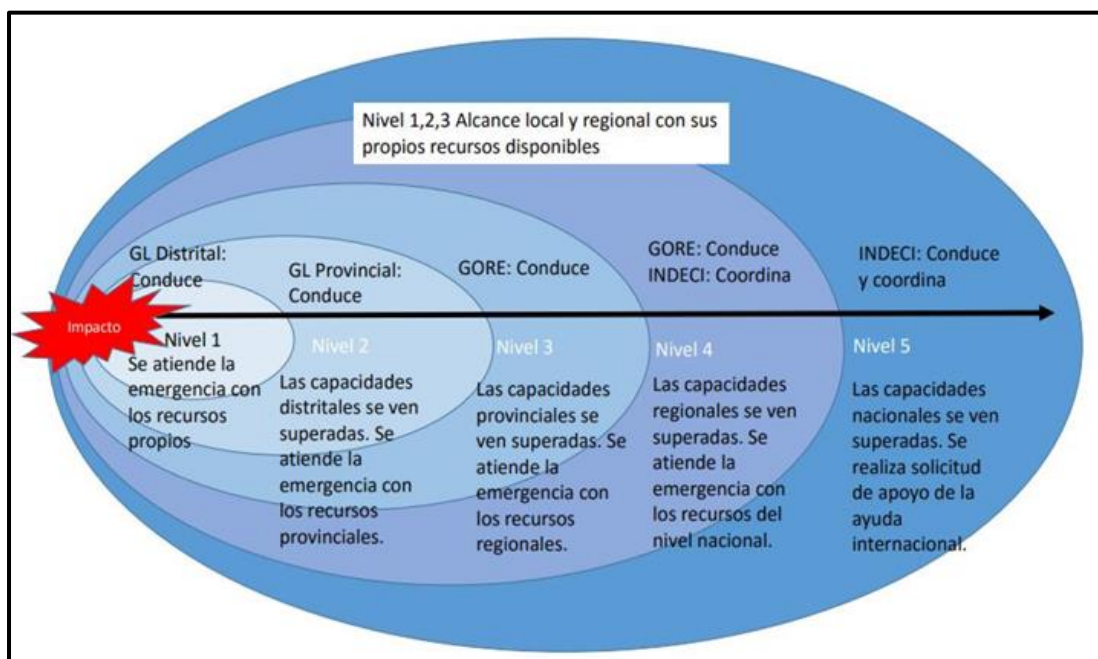 Nivel 1,2,3 Alcance local y regional con sus
propios recursos disponibles
GL Distrital:
Conduce
GL Provincial:
Conduce
GORE: Conduce
GORE: Conduce
INDECI: Coordina
INDECI: Conduce
y coordina
Impacto
Nivel 1
Se atiende la
emergencia con
los recursos
propios
Nivel 2
Las capacidades
distritales se ven
superadas. Se
atiende la
emergencia con
los recursos
provinciales.
Nivel 3
Las capacidades
provinciales se
ven superadas. Se
atiende la
emergencia con
los recursos
regionales.
Nivel 4
Las capacidades
regionales se ven
superadas. Se
atiende la
emergencia con
los recursos del
nivel nacional.
Nivel 5
Las capacidades
nacionales se ven
superadas. Se
realiza solicitud
de apoyo de la
ayuda
internacional.